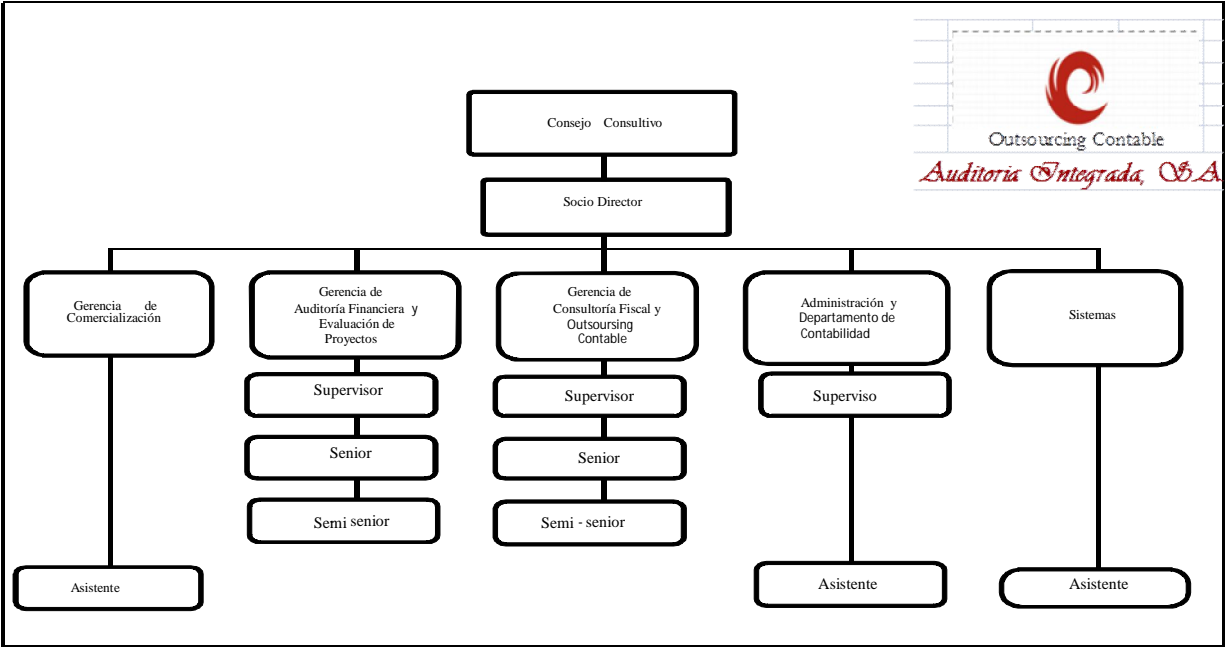 Outsourcing Contable
Auditoria Integrada, S.A
Consejo Consultivo
Socio Director
Gerencia de
Comercialización
Gerencia de
Auditoría Financiera y
Evaluación de
Proyectos
Gerencia de
Consultoría Fiscal y
Outsoursing
Contable
Administración y
Departamento de
Contabilidad
Sistemas
Supervisor
Supervisor
Superviso
Senior
Senior
Semi senior
Semi - senior
Asistente
Asistente
Asistente